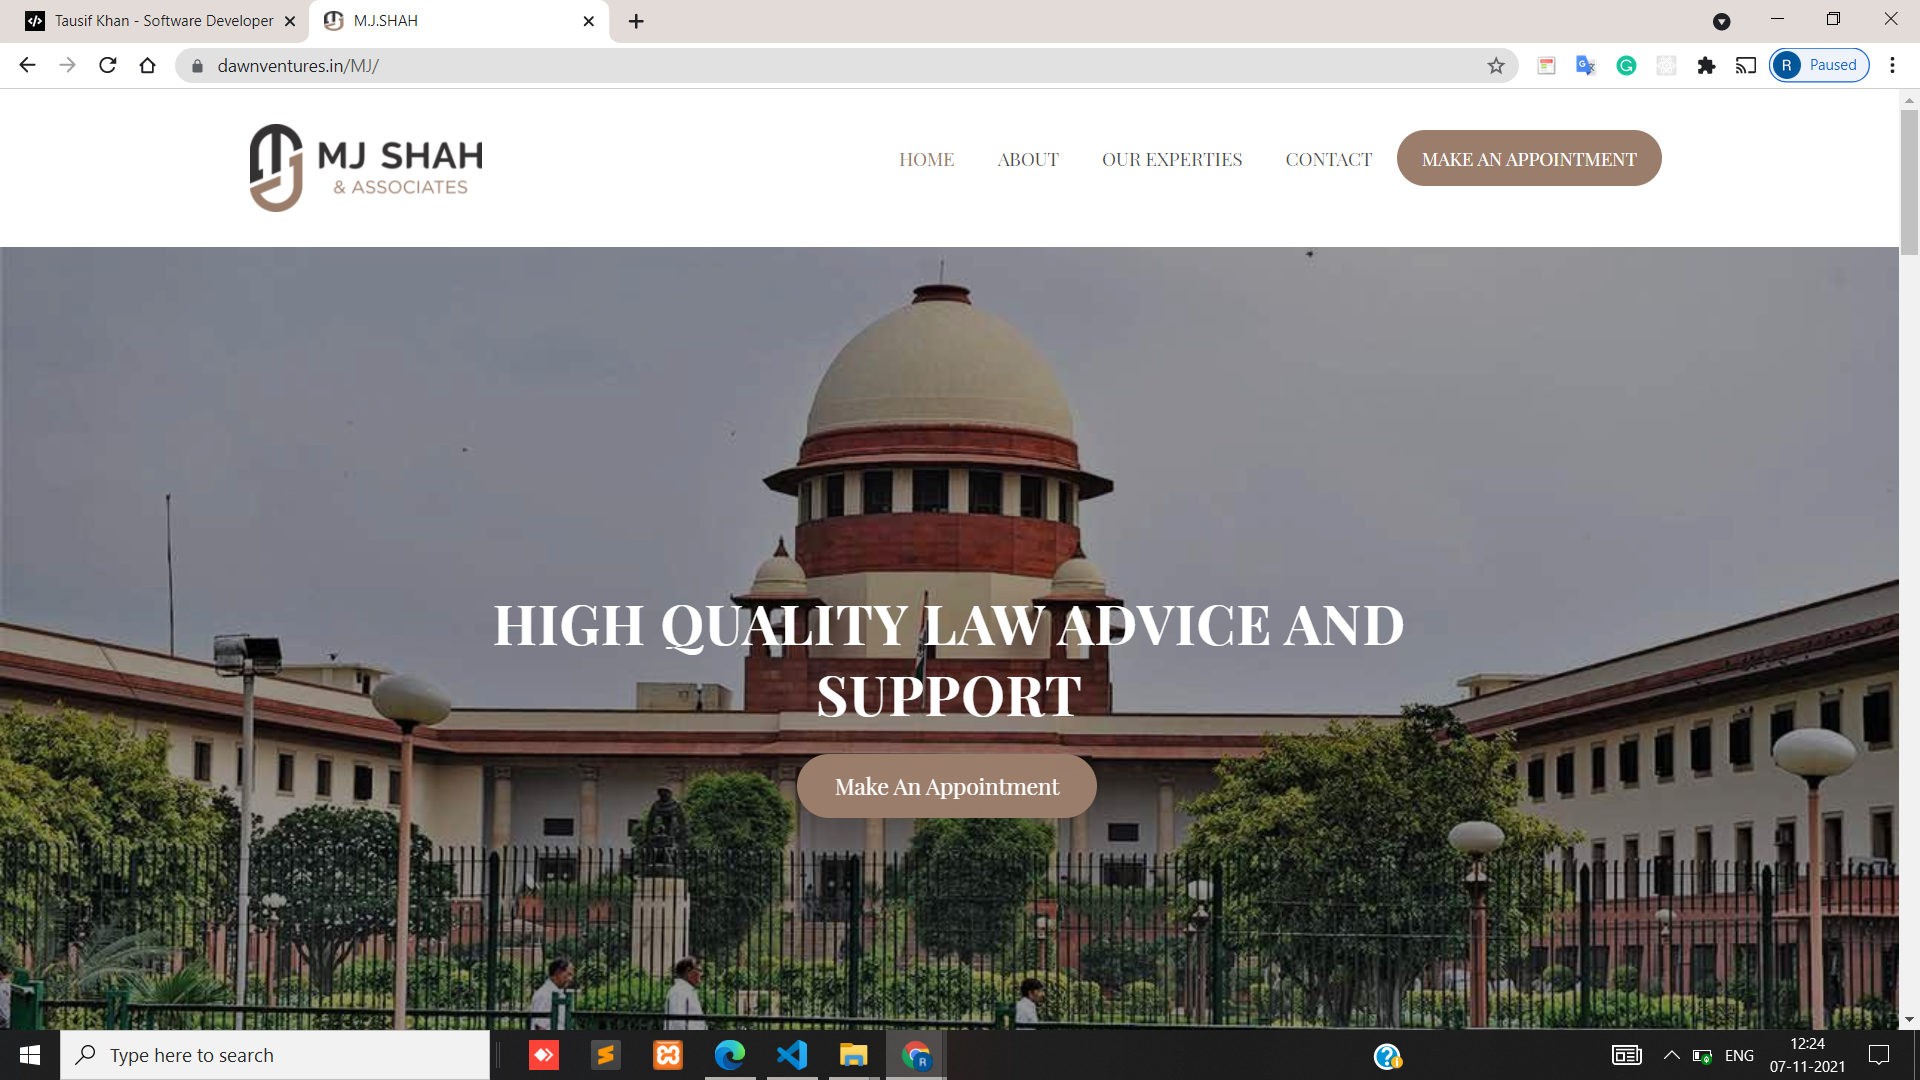 Tausif Khan - Software Developer
M.J.SHAH
dawnventures.in/MJ/
R
Paused
MJ SHAH
& ASSOCIATES
HOME
ABOUT
OUR EXPERTIES
CONTACT
MAKE AN APPOINTMENT
HIGH QUALITY LAW ADVICE AND
SUPPORT
Make An Appointment
Type here to search
R
ENG
12:24
07-11-2021